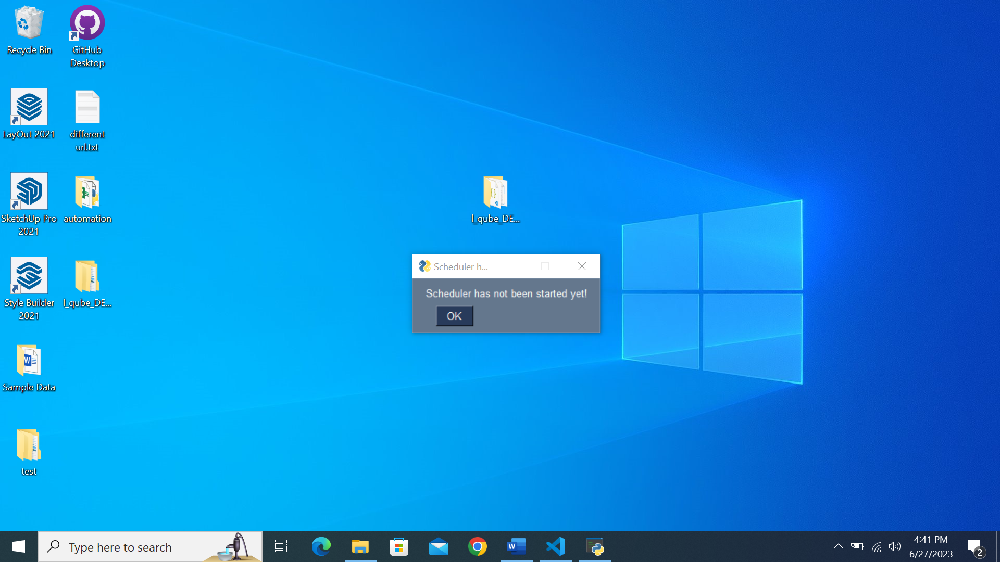 Recycle Bin
GitHub
Desktop
LayOut 2021
different
url.txt
SketchUp Pro
2021
automation
l_qube_DE...
Style Builder
2021
l_qube_DE...
Sample Data
test
Scheduler h...
Scheduler has not been started yet!
OK
Type here to search
4:41 PM
6/27/2023
2